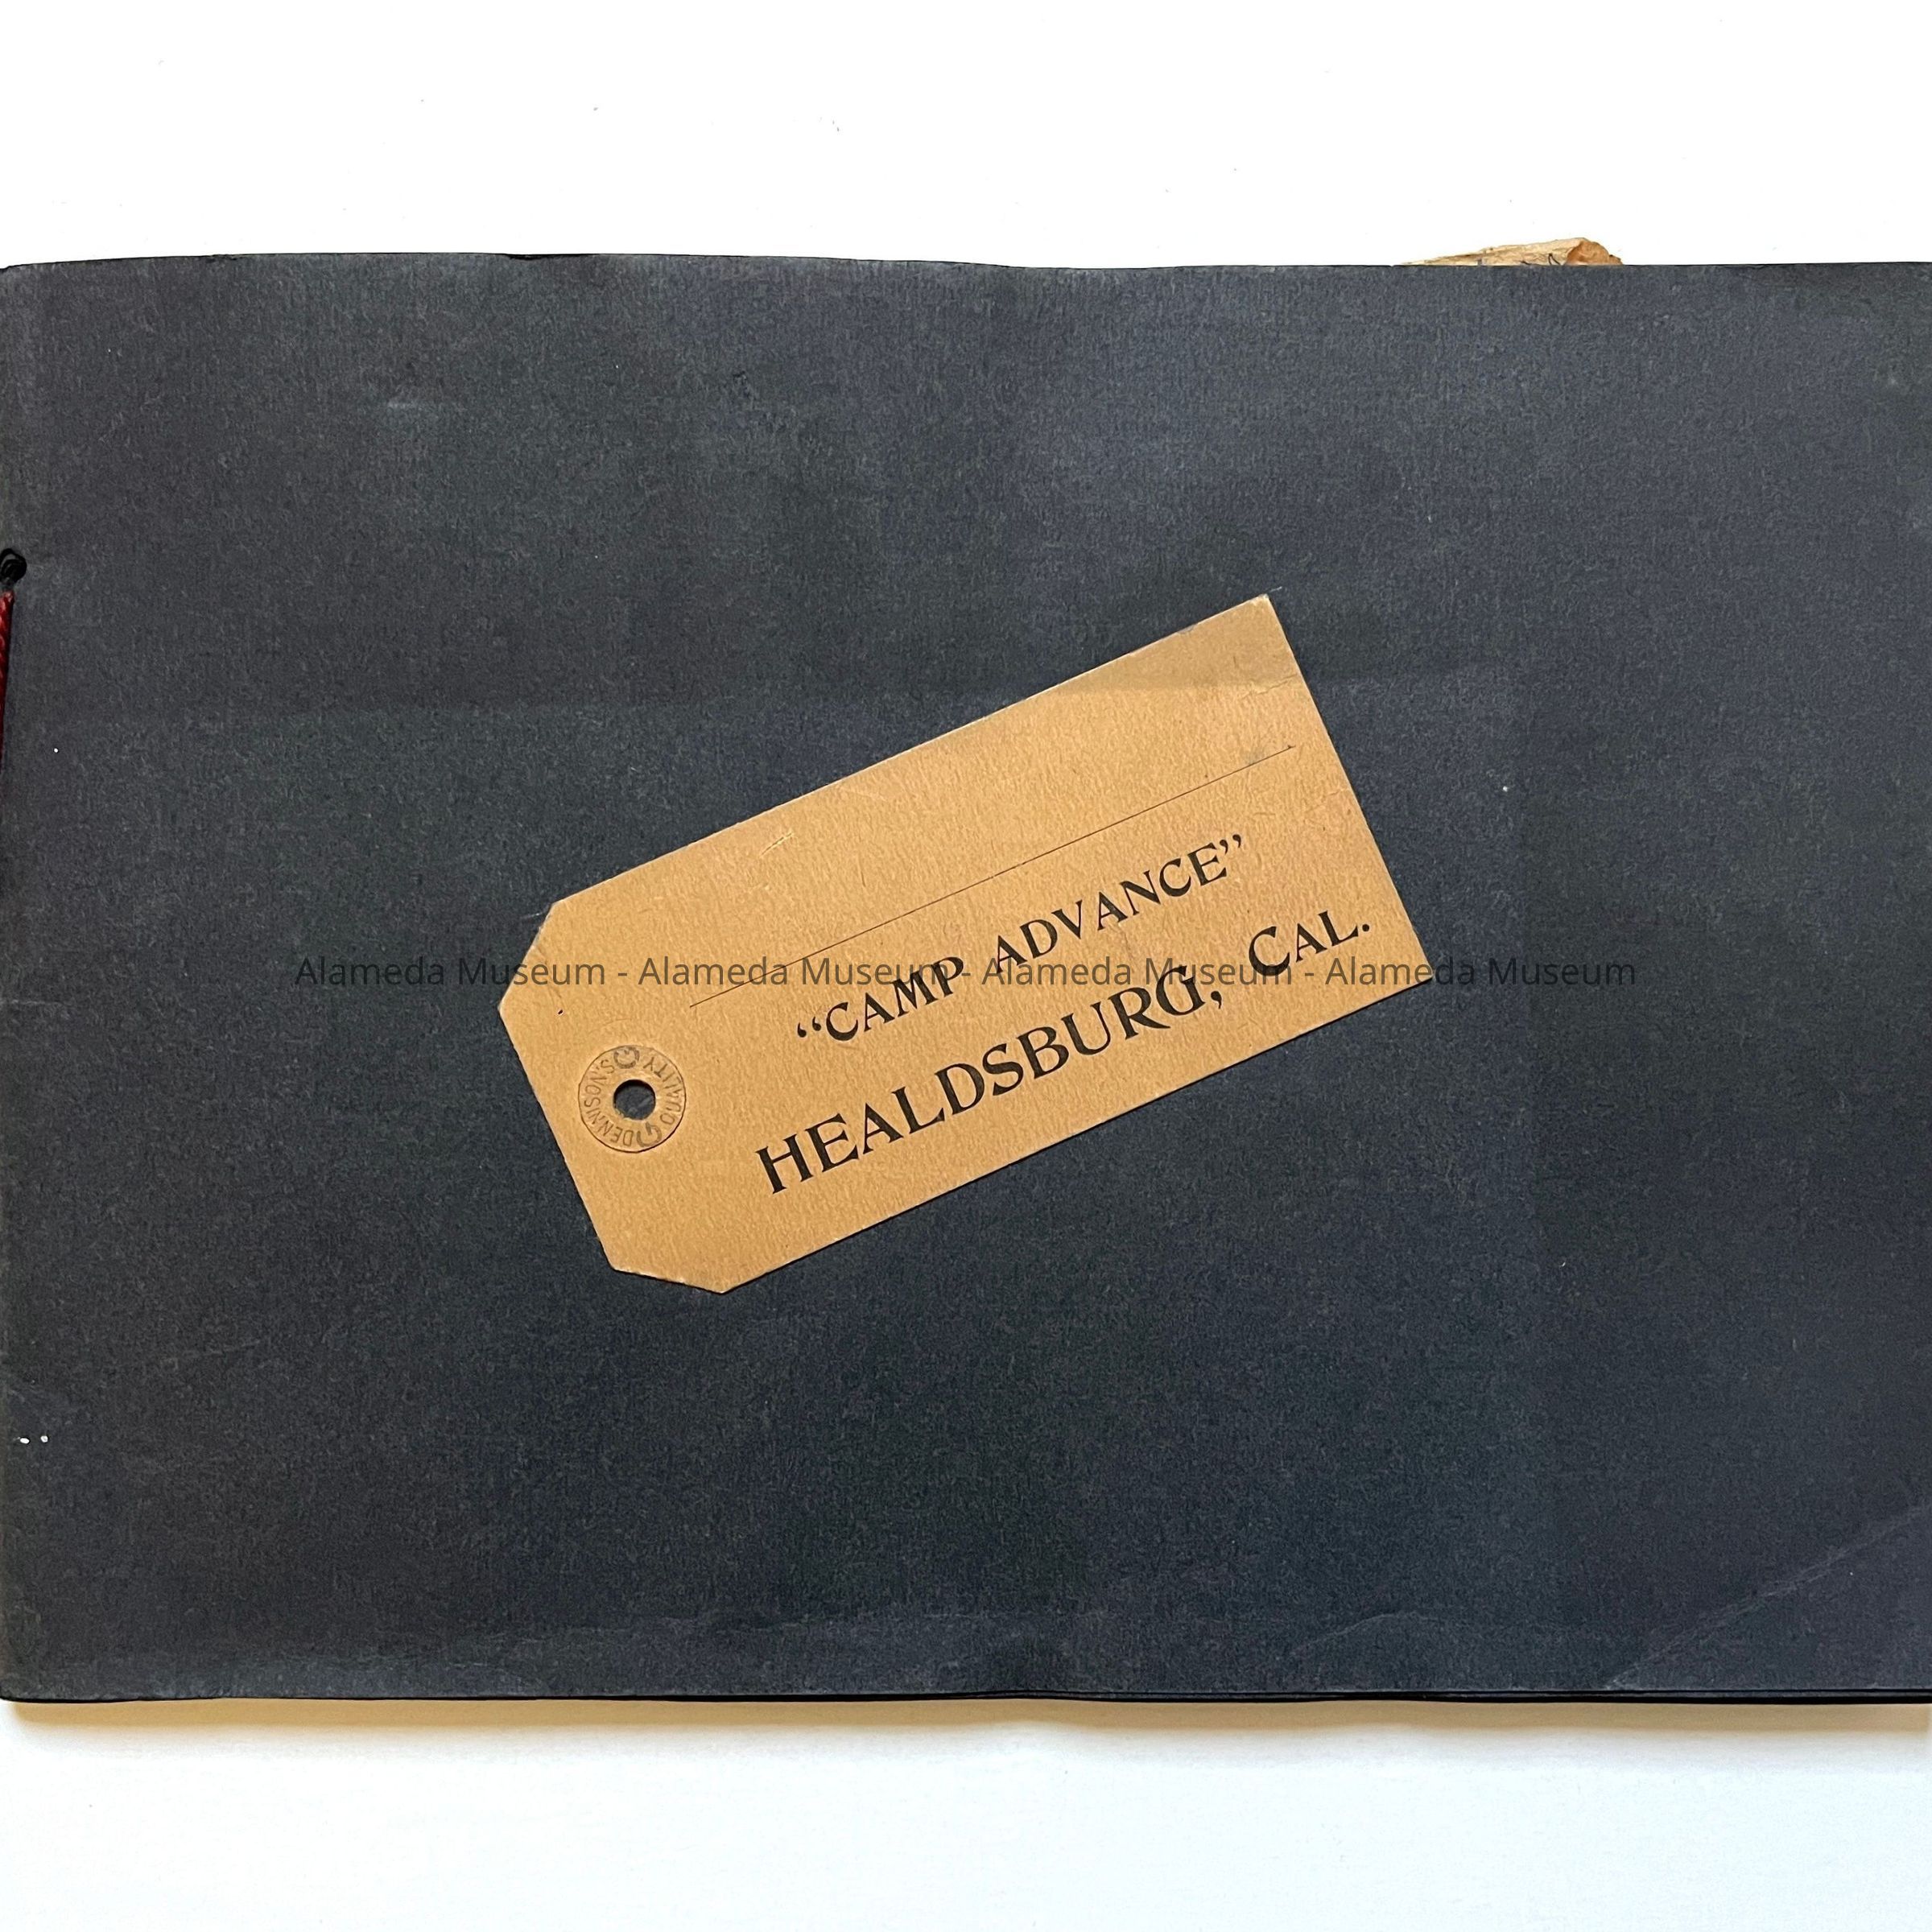 “CAMP ADVANCE”
HEALDSBURG, CAL.
DENNISON'S QUALITY
Alameda Museum - Alameda Museum - Alameda Museum - Alameda Museum